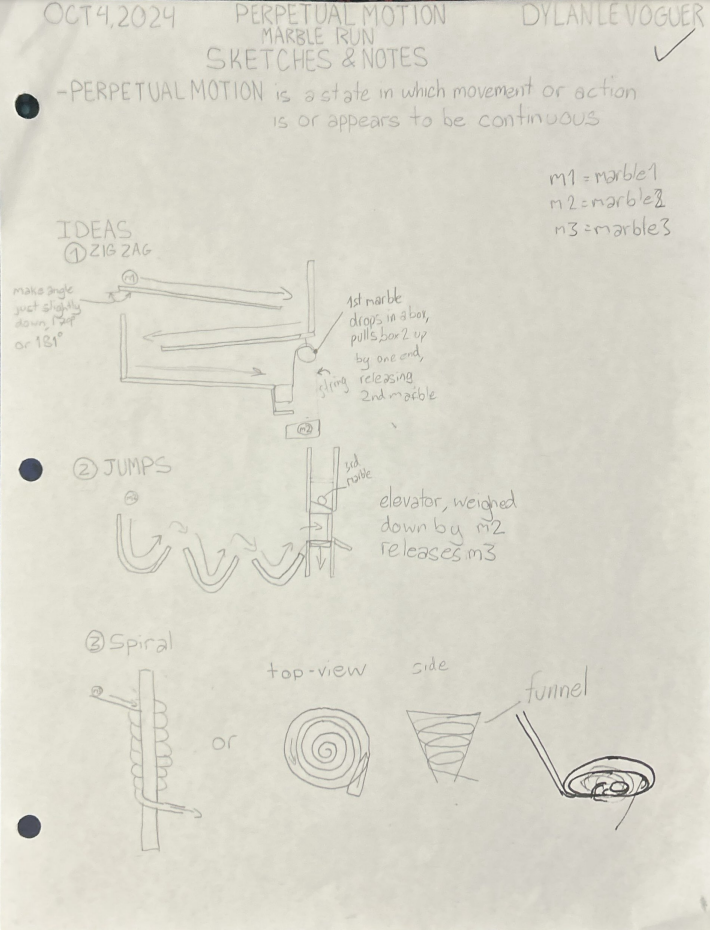 OCT 4, 2024 PERPETUAL MOTION DYLAN LE VOGUER
MARBLE RUN
SKETCHES & NOTES
-PERPETUAL MOTION is a state in which movement or action
is or appears to be continuous
m1 = marble1
m2 = marble2
m3 = marble3
IDEAS
① ZIG ZAG
m1
make angle
just slightly
down,
or 181°
1st marble
drops in a box,
pulls box 2 up
by one end,
releasing
2nd marble
string
m2
② JUMPS
3rd
marble
elevator, weighed
down by m2
releases m3
③ Spiral
top-view
side
funnel
or